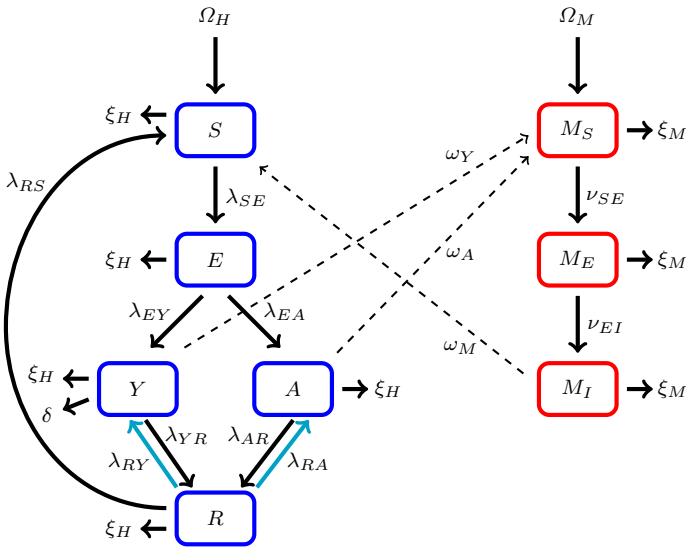 Ω_H Ω_M
ξ_H S M_S ξ_M
ω_Y
λ_RS λ_SE ν_SE
ξ_H E ω_A M_E ξ_M
λ_EY λ_EA ν_EI
ω_M
ξ_H Y A ξ_H M_I ξ_M
δ
λ_YR λ_AR
λ_RY λ_RA
R
ξ_H